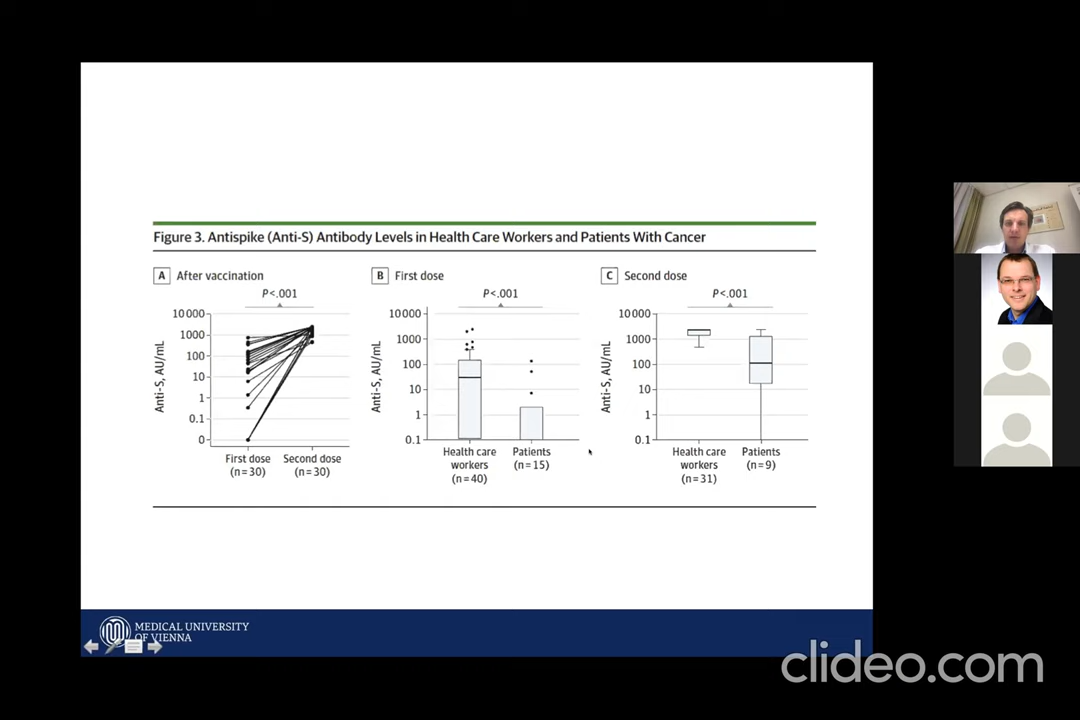 Figure 3. Antispike (Anti-S) Antibody Levels in Health Care Workers and Patients With Cancer
A After vaccination
P<.001
Anti-S, AU/mL
10 000
1000
100
10
1
0.1
0
First dose
(n=30)
Second dose
(n=30)
B First dose
P<.001
Anti-S, AU/mL
10 000
1000
100
10
1
0.1
Health care
workers
(n=40)
Patients
(n=15)
C Second dose
P<.001
Anti-S, AU/mL
10 000
1000
100
10
1
0.1
Health care
workers
(n=31)
Patients
(n=9)
MEDICAL UNIVERSITY
OF VIENNA
clideo.com